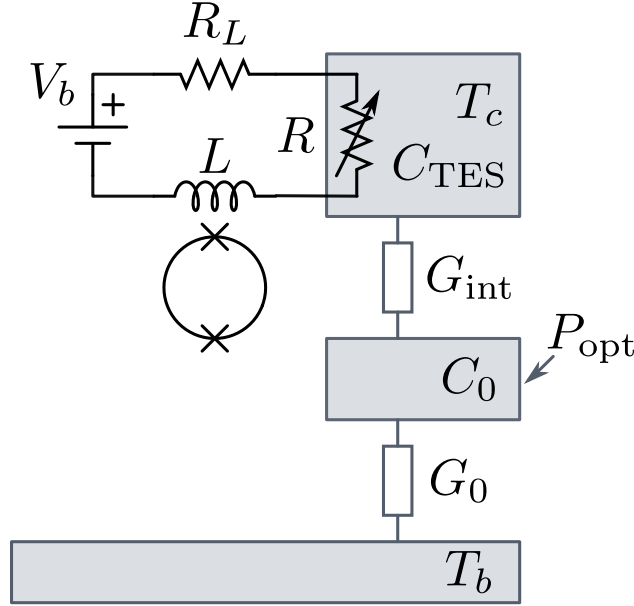 R_L
V_b
+
R
L
T_c
C_TES
G_int
P_opt
C_0
G_0
T_b